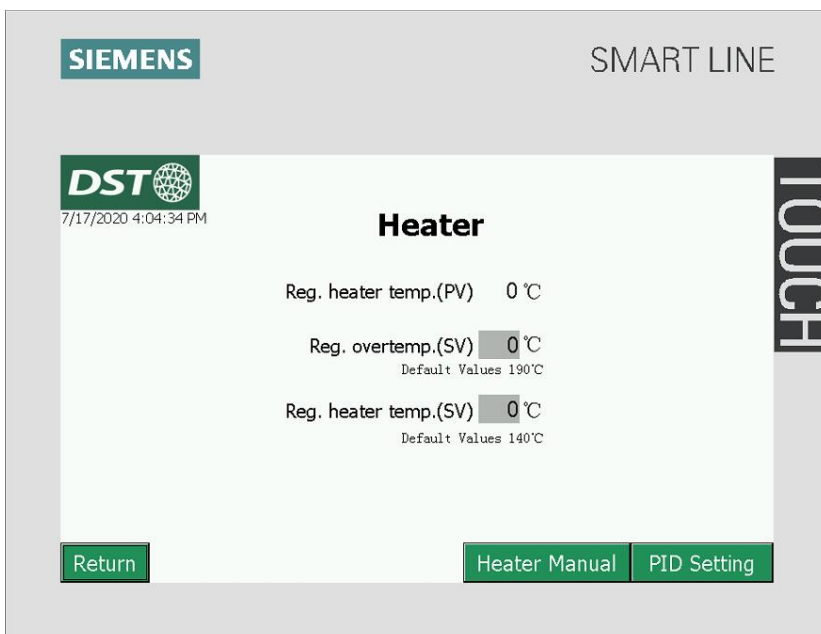 SIEMENS
SMART LINE
DST
7/17/2020 4:04:34 PM
TOUCH
Heater
Reg. heater temp.(PV) 0 ℃
Reg. overtemp.(SV) 0 ℃
Default Values 190℃
Reg. heater temp.(SV) 0 ℃
Default Values 140℃
Return
Heater Manual
PID Setting